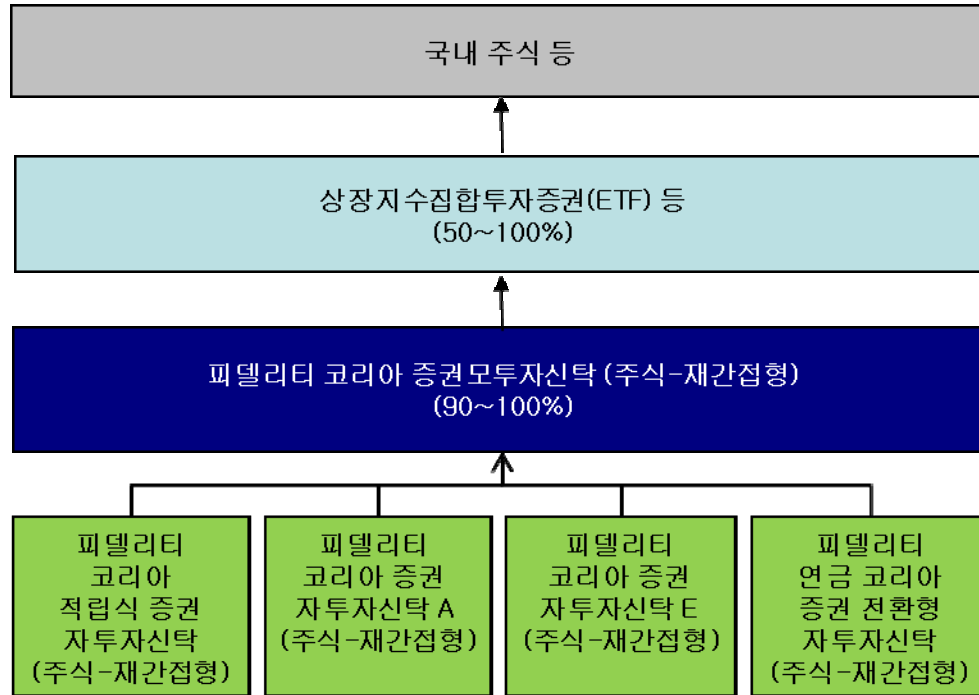 국내 주식 등
상장지수집합투자증권(ETF) 등
(50~100%)
피델리티 코리아 증권모투자신탁 (주식-재간접형)
(90~100%)
피델리티
코리아
적립식 증권
자투자신탁
(주식-재간접형)
피델리티
코리아 증권
자투자신탁 A
(주식-재간접형)
피델리티
코리아 증권
자투자신탁 E
(주식-재간접형)
피델리티
연금 코리아
증권 전환형
자투자신탁
(주식-재간접형)